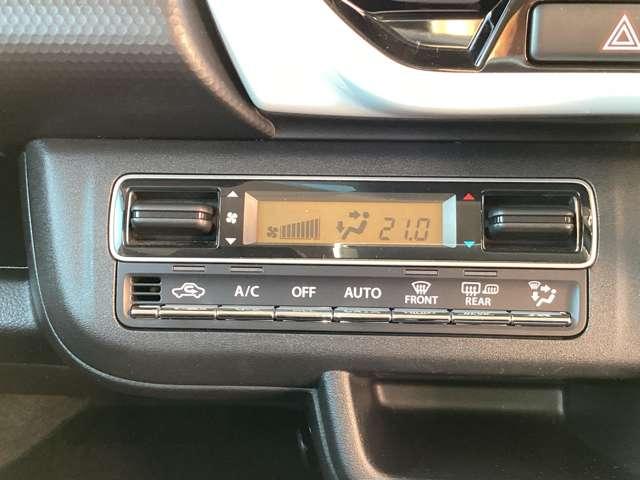 21.0
A/C OFF AUTO FRONT REAR